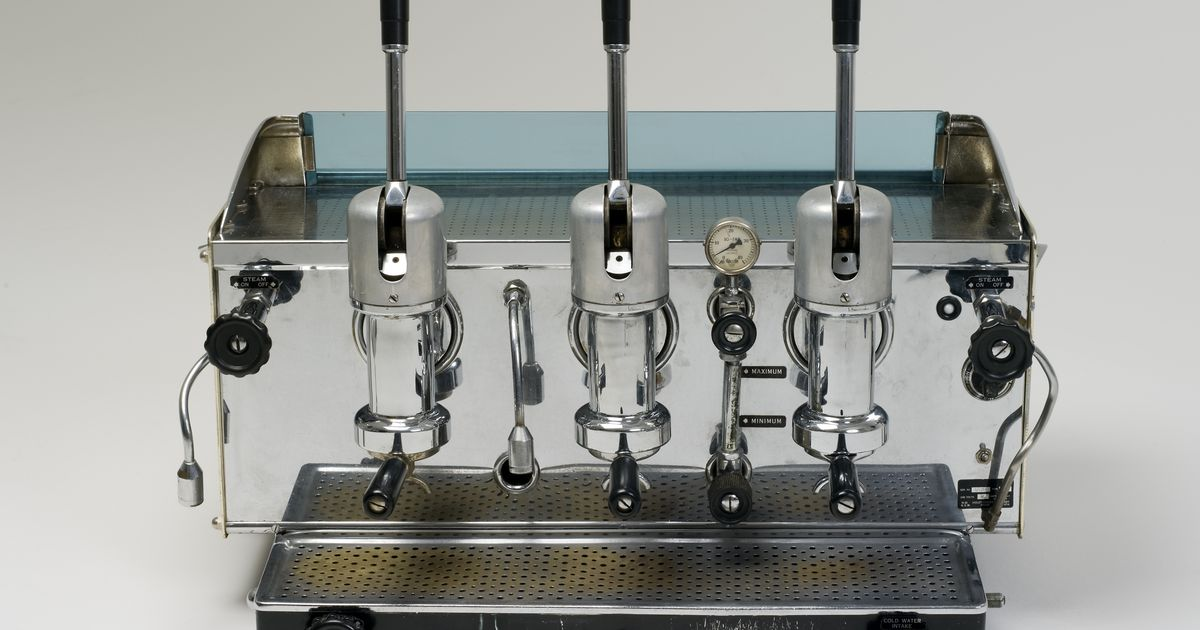 STEAM
ON OFF
STEAM
ON OFF
MAXIMUM
MINIMUM
COLD WATER
INTAKE